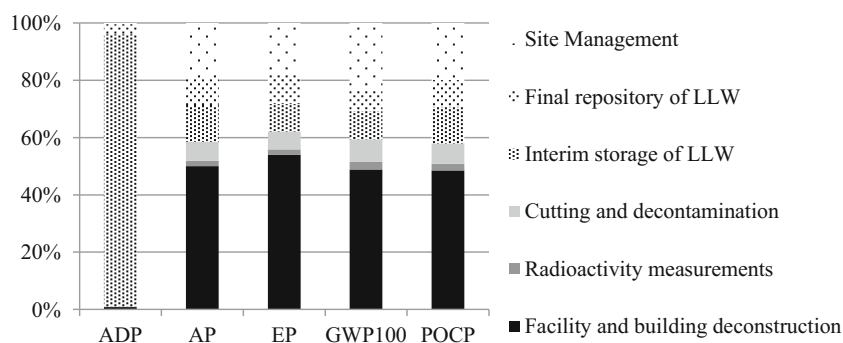 100%
80%
60%
40%
20%
0%
ADP AP EP GWP100 POCP
Site Management
Final repository of LLW
Interim storage of LLW
Cutting and decontamination
Radioactivity measurements
Facility and building deconstruction